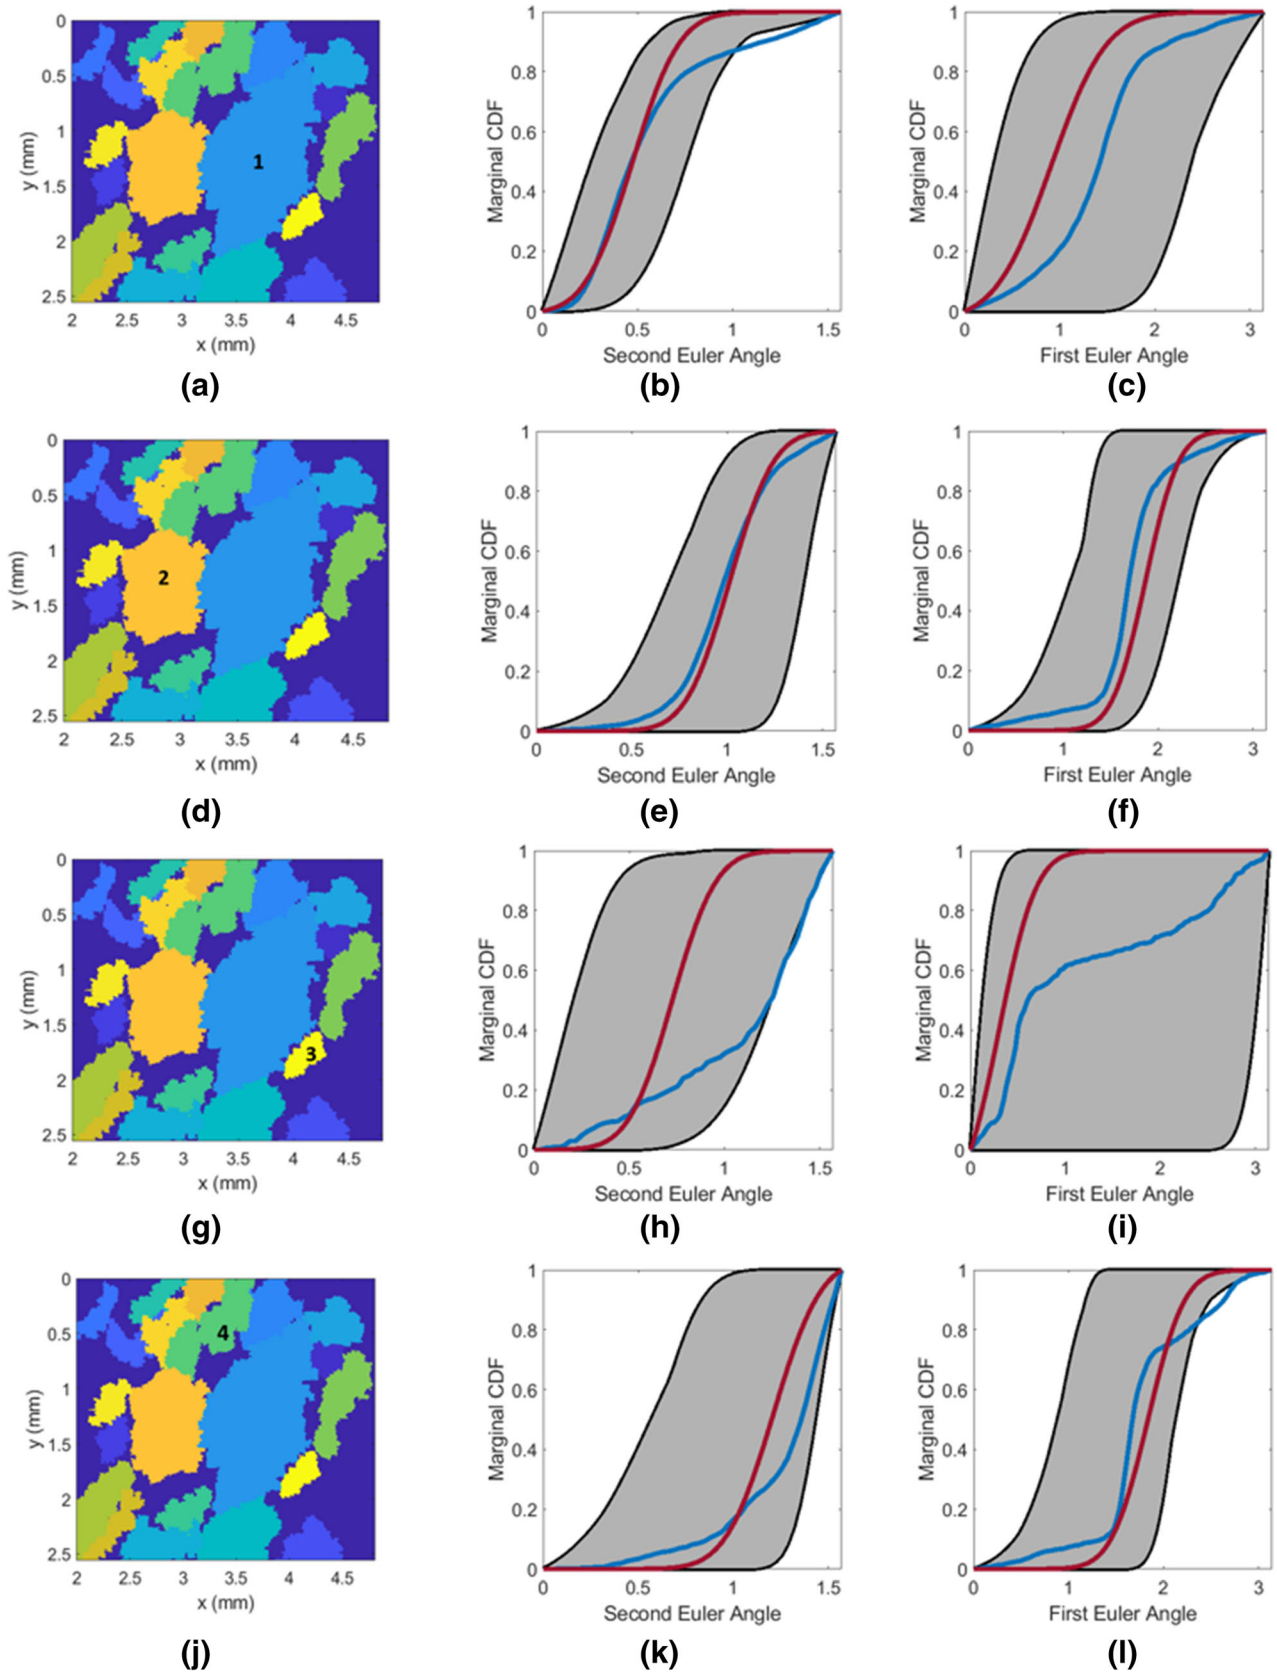 0
0.5
1
1.5
2
2.5
y (mm)
1
2 2.5 3 3.5 4 4.5
x (mm)
(a)
1
0.8
0.6
0.4
0.2
0
Marginal CDF
0 0.5 1 1.5
Second Euler Angle
(b)
1
0.8
0.6
0.4
0.2
0
Marginal CDF
0 1 2 3
First Euler Angle
(c)
0
0.5
1
1.5
2
2.5
y (mm)
2
2 2.5 3 3.5 4 4.5
x (mm)
(d)
1
0.8
0.6
0.4
0.2
0
Marginal CDF
0 0.5 1 1.5
Second Euler Angle
(e)
1
0.8
0.6
0.4
0.2
0
Marginal CDF
0 1 2 3
First Euler Angle
(f)
0
0.5
1
1.5
2
2.5
y (mm)
3
2 2.5 3 3.5 4 4.5
x (mm)
(g)
1
0.8
0.6
0.4
0.2
0
Marginal CDF
0 0.5 1 1.5
Second Euler Angle
(h)
1
0.8
0.6
0.4
0.2
0
Marginal CDF
0 1 2 3
First Euler Angle
(i)
0
0.5
1
1.5
2
2.5
y (mm)
4
2 2.5 3 3.5 4 4.5
x (mm)
(j)
1
0.8
0.6
0.4
0.2
0
Marginal CDF
0 0.5 1 1.5
Second Euler Angle
(k)
1
0.8
0.6
0.4
0.2
0
Marginal CDF
0 1 2 3
First Euler Angle
(l)